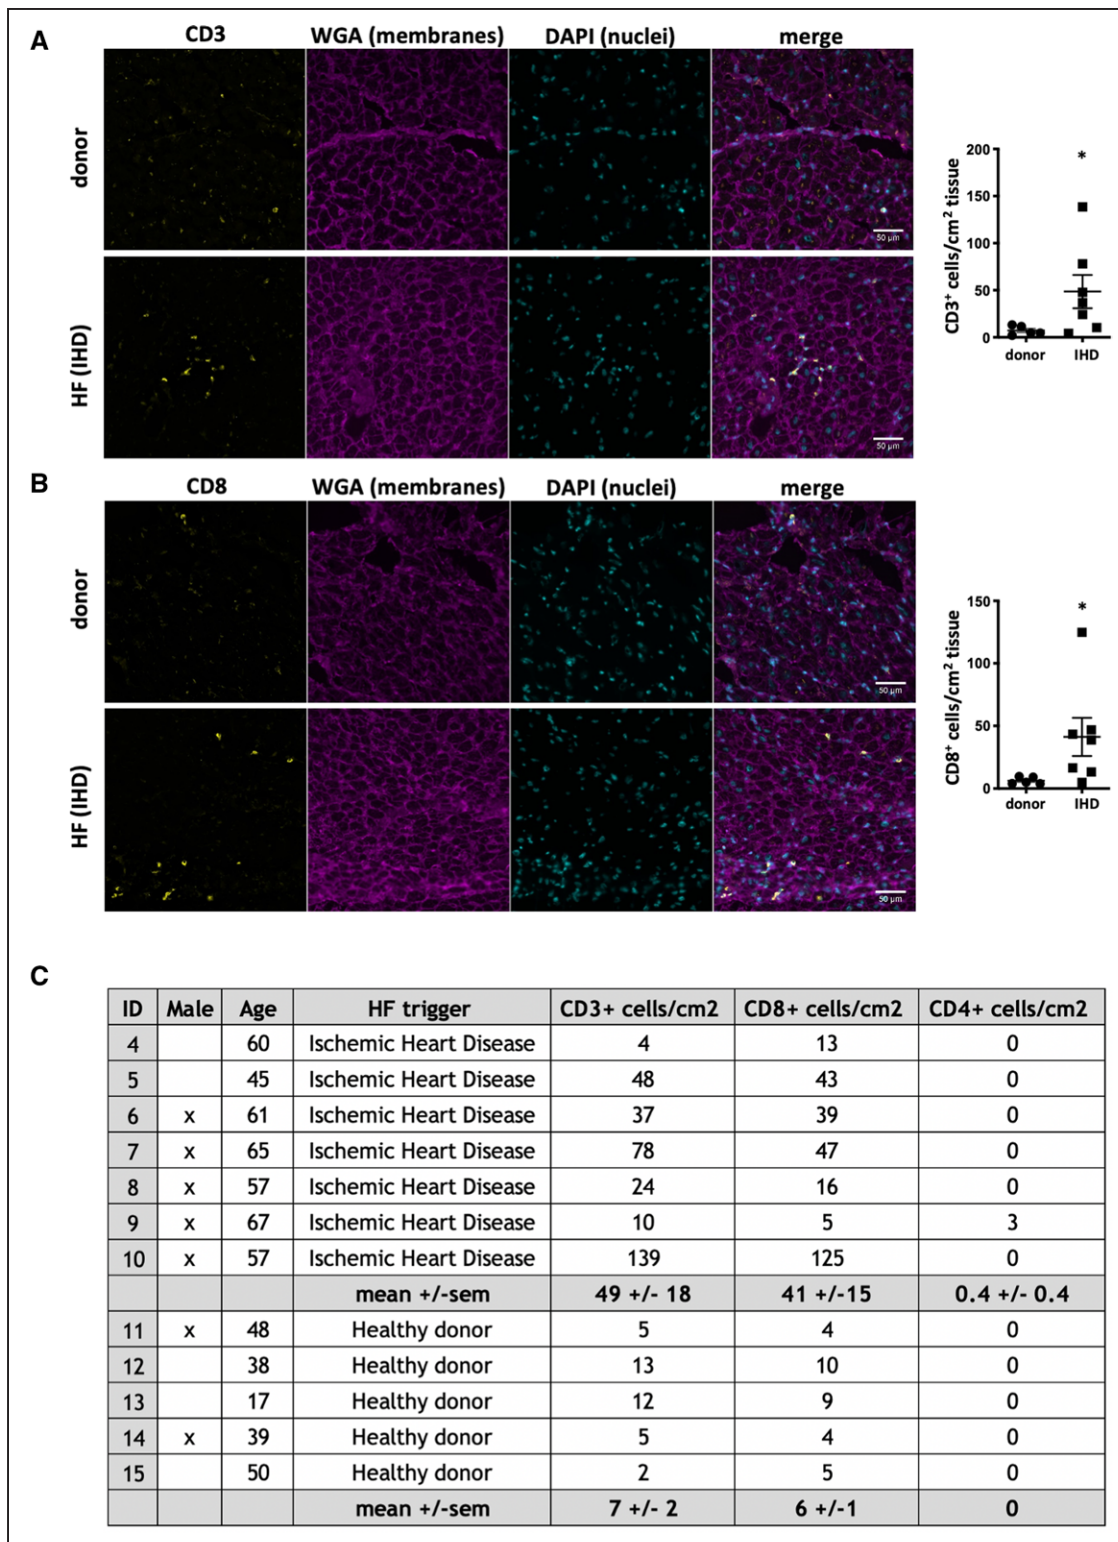 A
CD3 WGA (membranes) DAPI (nuclei) merge
donor
50 µm
HF (IHD)
50 µm
CD3+ cells/cm2 tissue
200
150
100
50
0
*
donor IHD
B
CD8 WGA (membranes) DAPI (nuclei) merge
donor
50 µm
HF (IHD)
50 µm
CD8+ cells/cm2 tissue
150
100
50
0
*
donor IHD
C
ID Male Age HF trigger CD3+ cells/cm2 CD8+ cells/cm2 CD4+ cells/cm2
4 60 Ischemic Heart Disease 4 13 0
5 45 Ischemic Heart Disease 48 43 0
6 x 61 Ischemic Heart Disease 37 39 0
7 x 65 Ischemic Heart Disease 78 47 0
8 x 57 Ischemic Heart Disease 24 16 0
9 x 67 Ischemic Heart Disease 10 5 3
10 x 57 Ischemic Heart Disease 139 125 0
mean +/-sem 49 +/- 18 41 +/-15 0.4 +/- 0.4
11 x 48 Healthy donor 5 4 0
12 38 Healthy donor 13 10 0
13 17 Healthy donor 12 9 0
14 x 39 Healthy donor 5 4 0
15 50 Healthy donor 2 5 0
mean +/-sem 7 +/- 2 6 +/-1 0